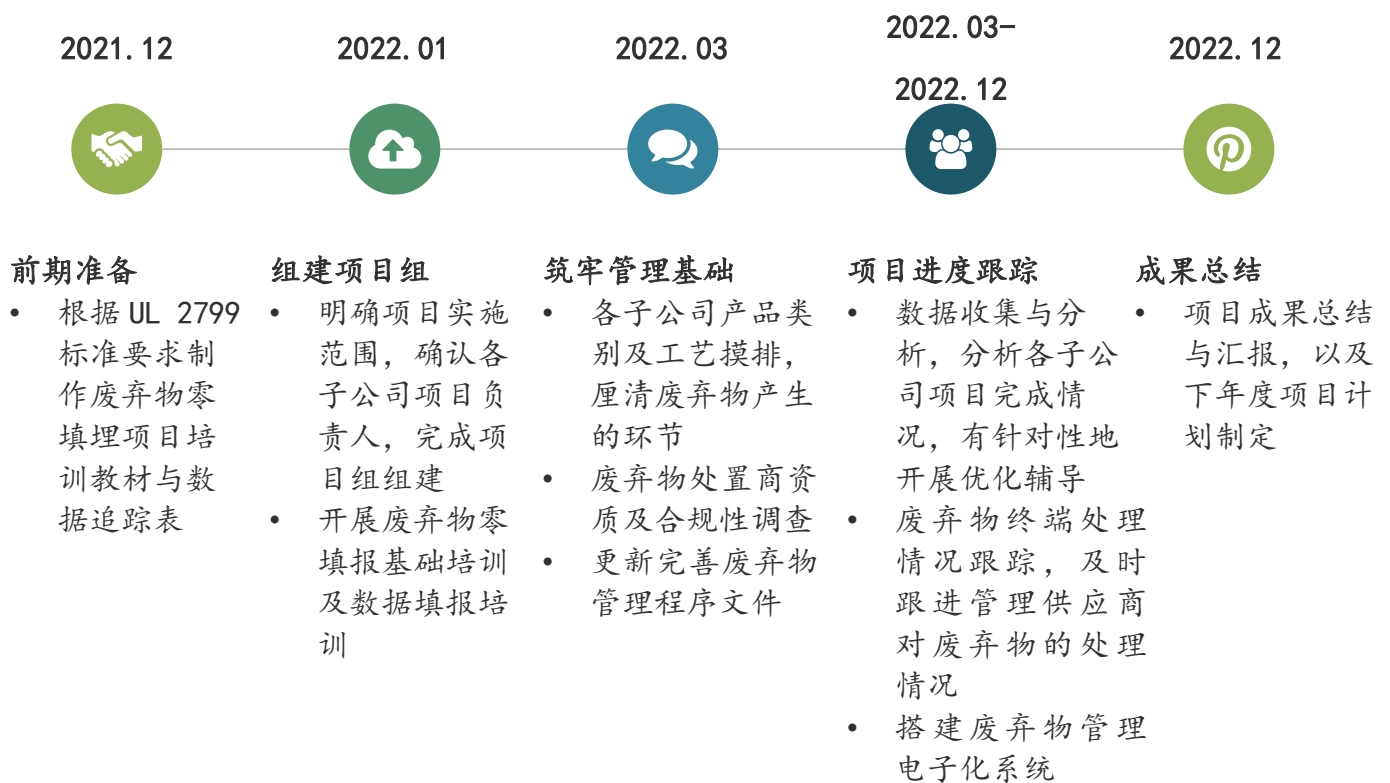 2021.12
2022.01
2022.03
2022.03-
2022.12
2022.12
前期准备
• 根据 UL 2799
标准要求制
作废弃物零
填埋项目培
训教材与数
据追踪表
组建项目组
• 明确项目实施
范围，确认各
子公司项目负
责人，完成项
目组组建
• 开展废弃物零
填报基础培训
及数据填报培
训
筑牢管理基础
• 各子公司产品类
别及工艺摸排，
厘清废弃物产生
的环节
• 废弃物处置商资
质及合规性调查
• 更新完善废弃物
管理程序文件
项目进度跟踪
• 数据收集与分
析，分析各子公
司项目完成情
况，有针对性地
开展优化辅导
• 废弃物终端处理
情况跟踪，及时
跟进管理供应商
对废弃物的处理
情况
• 搭建废弃物管理
电子化系统
成果总结
• 项目成果总结
与汇报，以及
下年度项目计
划制定